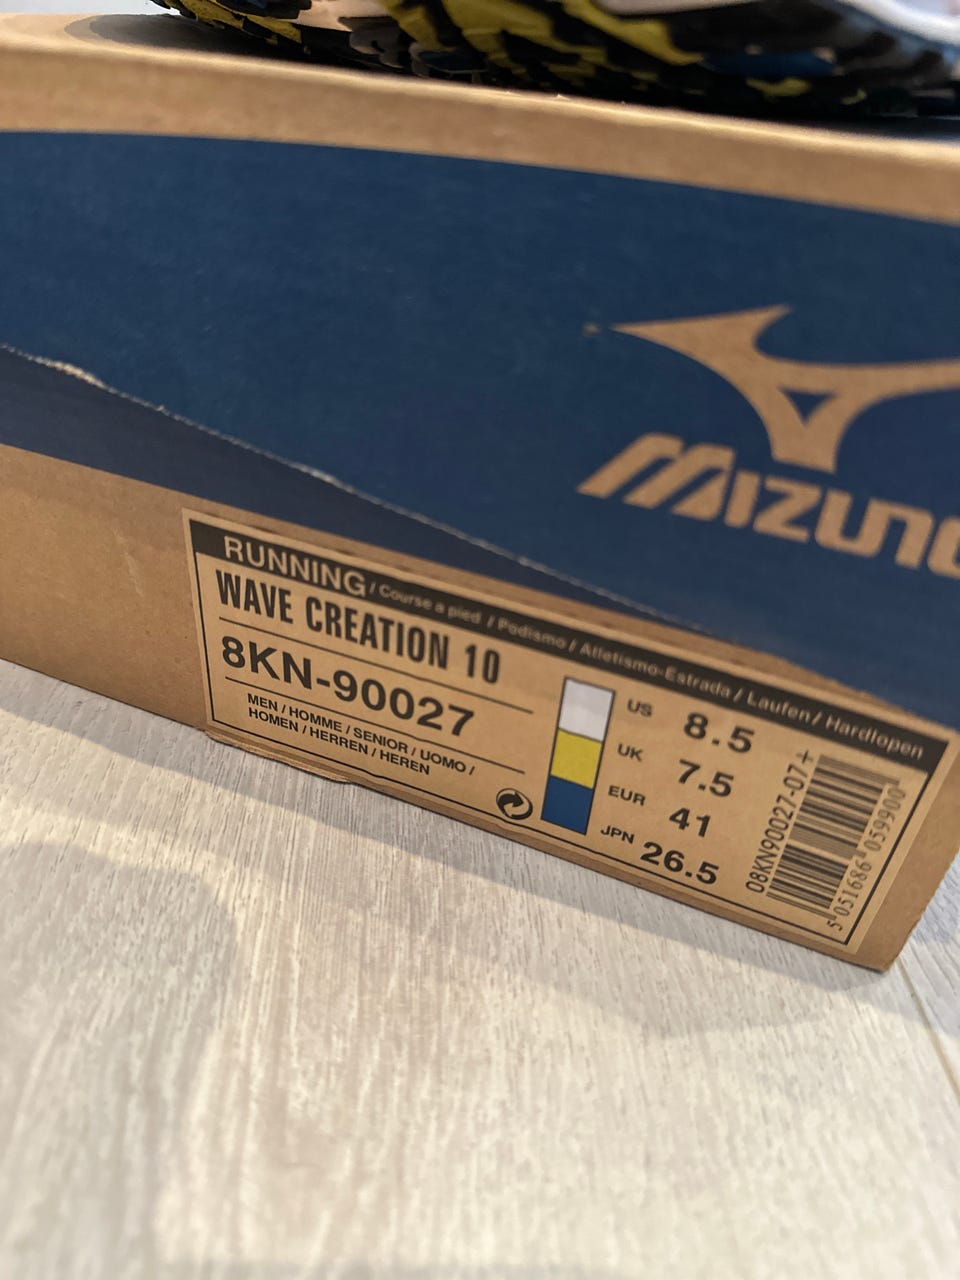 MIZUNO
RUNNING / Course a pied / Podismo / Atletismo-Estrada / Laufen / Hardlopen
WAVE CREATION 10
8KN-90027
MEN / HOMME / SENIOR / UOMO /
HOMEN / HERREN / HEREN
US 8.5
UK 7.5
EUR 41
JPN 26.5
08KN90027-07+
5 051686 059900